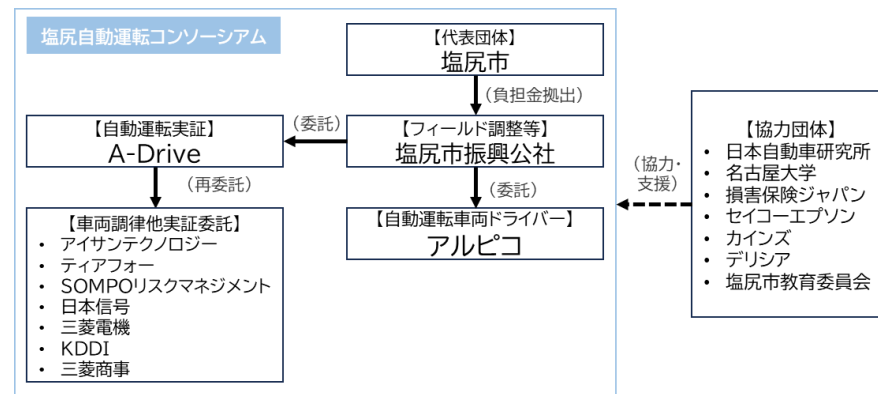 塩尻自動運転コンソーシアム
【代表団体】
塩尻市
（負担金拠出）
【自動運転実証】
A-Drive
（委託）
【フィールド調整等】
塩尻市振興公社
（再委託）
（委託）
【車両調律他実証委託】
• アイサンテクノロジー
• ティアフォー
• SOMPOリスクマネジメント
• 日本信号
• 三菱電機
• KDDI
• 三菱商事
【自動運転車両ドライバー】
アルピコ
（協力・
支援）
【協力団体】
• 日本自動車研究所
• 名古屋大学
• 損害保険ジャパン
• セイコーエプソン
• カインズ
• デリシア
• 塩尻市教育委員会